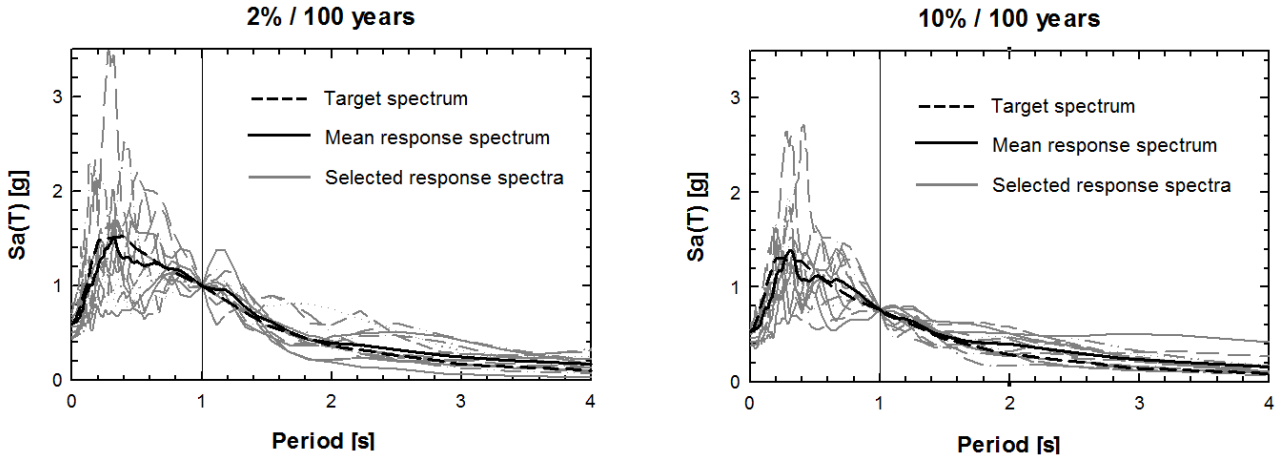 2% / 100 years
3
2
1
0
Sa(T) [g]
Target spectrum
Mean response spectrum
Selected response spectra
0
1
2
3
4
Period [s]
10% / 100 years
3
2
1
0
Sa(T) [g]
Target spectrum
Mean response spectrum
Selected response spectra
0
1
2
3
4
Period [s]